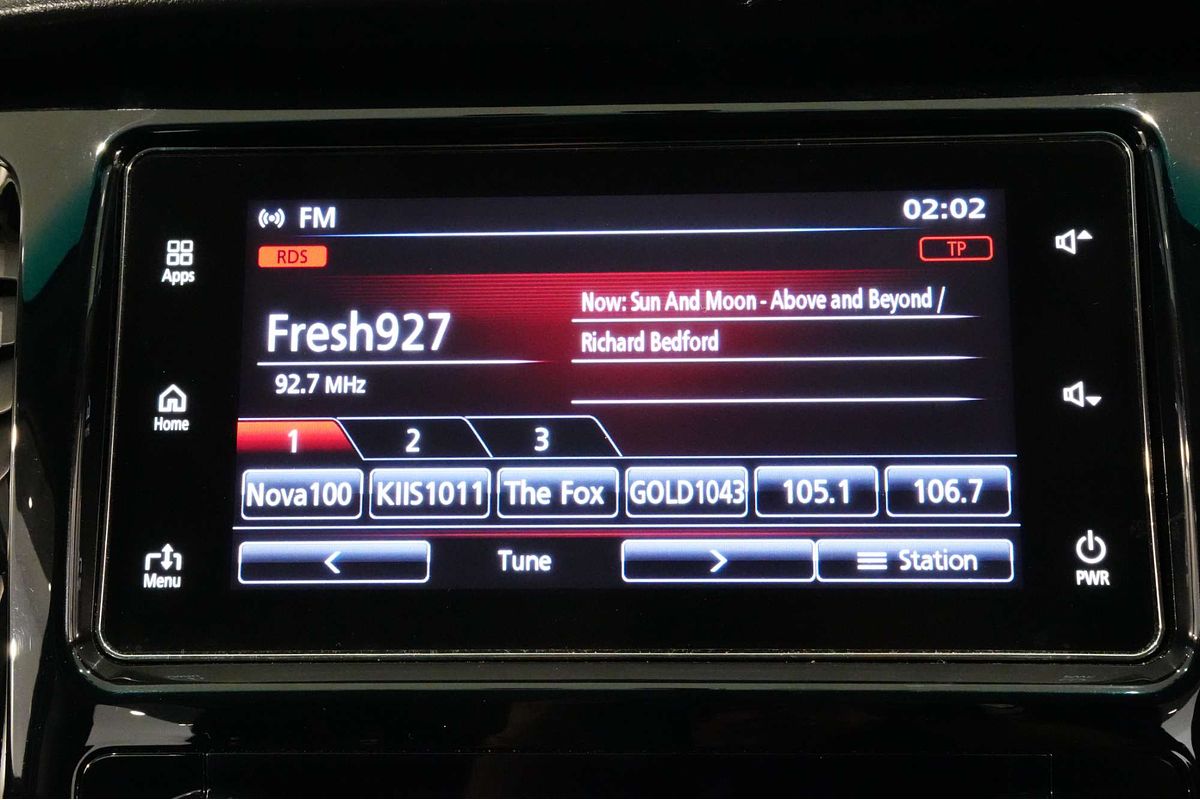 FM
02:02
RDS
TP
Apps
Now: Sun And Moon - Above and Beyond /
Fresh927
Richard Bedford
92.7 MHz
Home
1
2
3
Nova100
KIIS1011
The Fox
GOLD1043
105.1
106.7
<
Tune
>
Station
Menu
PWR